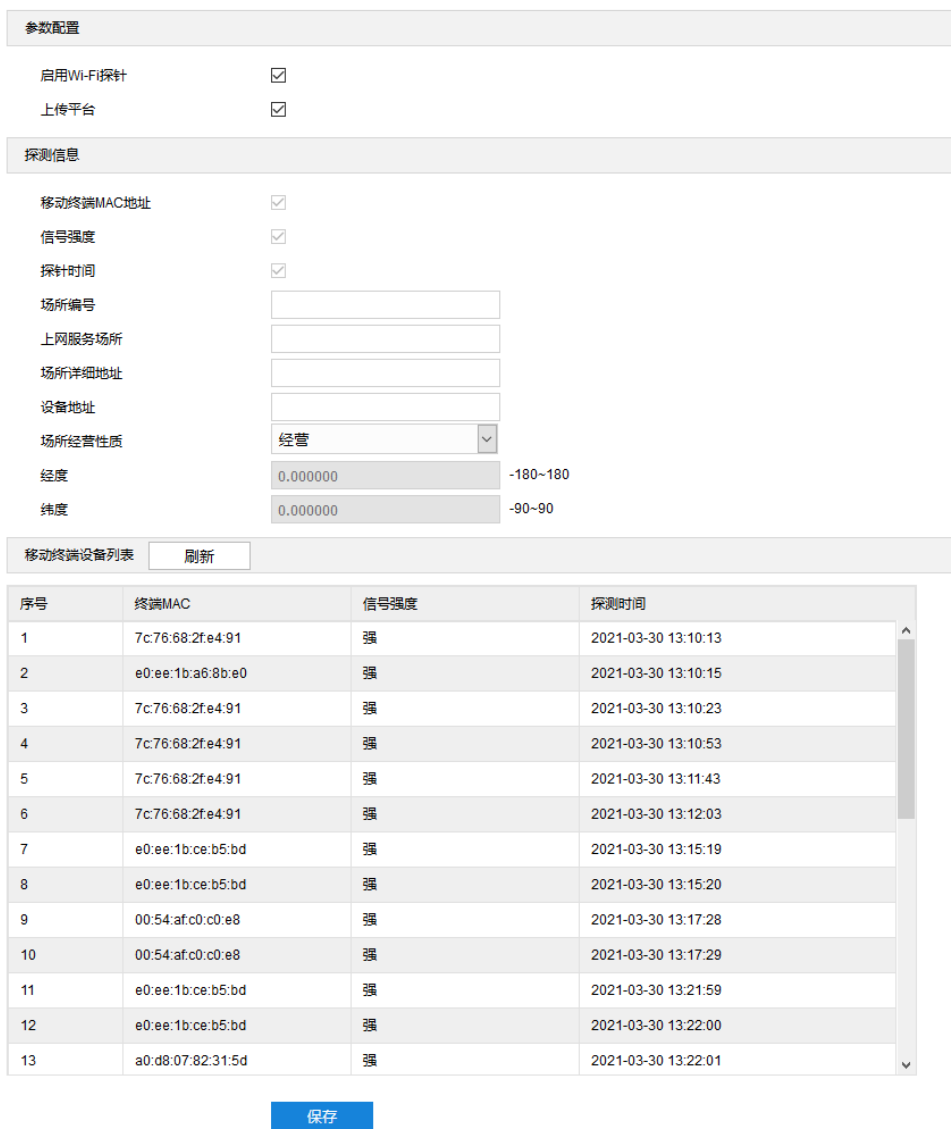 参数配置
启用Wi-Fi探针
上传平台
探测信息
移动终端MAC地址
信号强度
探针时间
场所编号
上网服务场所
场所详细地址
设备地址
场所经营性质 经营
经度 0.000000 -180~180
纬度 0.000000 -90~90
移动终端设备列表 刷新
序号 终端MAC 信号强度 探测时间
1 7c:76:68:2f:e4:91 强 2021-03-30 13:10:13
2 e0:ee:1b:a6:8b:e0 强 2021-03-30 13:10:15
3 7c:76:68:2f:e4:91 强 2021-03-30 13:10:23
4 7c:76:68:2f:e4:91 强 2021-03-30 13:10:53
5 7c:76:68:2f:e4:91 强 2021-03-30 13:11:43
6 7c:76:68:2f:e4:91 强 2021-03-30 13:12:03
7 e0:ee:1b:ce:b5:bd 强 2021-03-30 13:15:19
8 e0:ee:1b:ce:b5:bd 强 2021-03-30 13:15:20
9 00:54:af:c0:c0:e8 强 2021-03-30 13:17:28
10 00:54:af:c0:c0:e8 强 2021-03-30 13:17:29
11 e0:ee:1b:ce:b5:bd 强 2021-03-30 13:21:59
12 e0:ee:1b:ce:b5:bd 强 2021-03-30 13:22:00
13 a0:d8:07:82:31:5d 强 2021-03-30 13:22:01
保存